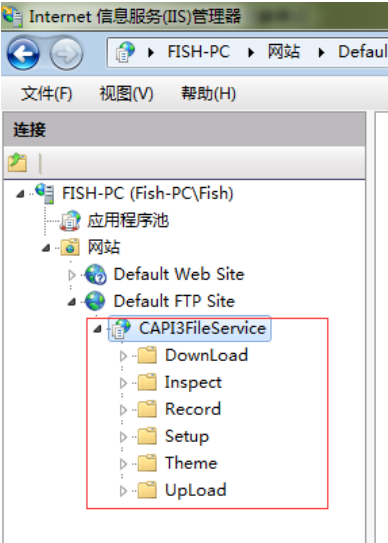 Internet 信息服务(IIS)管理器
FISH-PC 网站 Defaul
文件(F) 视图(V) 帮助(H)
连接
FISH-PC (Fish-PC\Fish)
应用程序池
网站
Default Web Site
Default FTP Site
CAPI3FileService
DownLoad
Inspect
Record
Setup
Theme
UpLoad